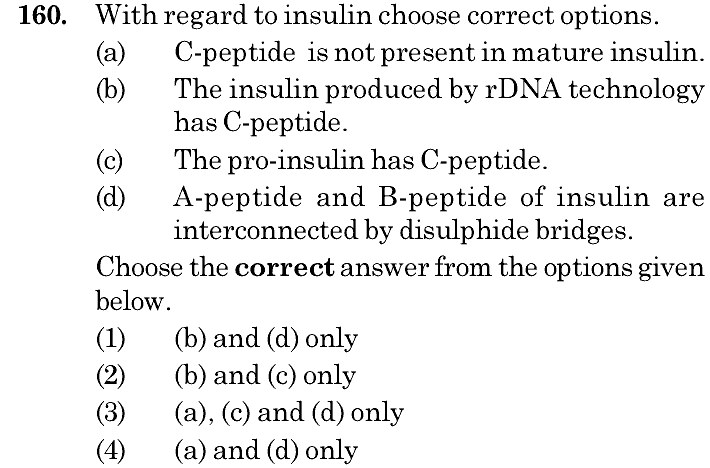 160. With regard to insulin choose correct options.
(a) C-peptide is not present in mature insulin.
(b) The insulin produced by rDNA technology
has C-peptide.
(c) The pro-insulin has C-peptide.
(d) A-peptide and B-peptide of insulin are
interconnected by disulphide bridges.
Choose the correct answer from the options given
below.
(1) (b) and (d) only
(2) (b) and (c) only
(3) (a), (c) and (d) only
(4) (a) and (d) only